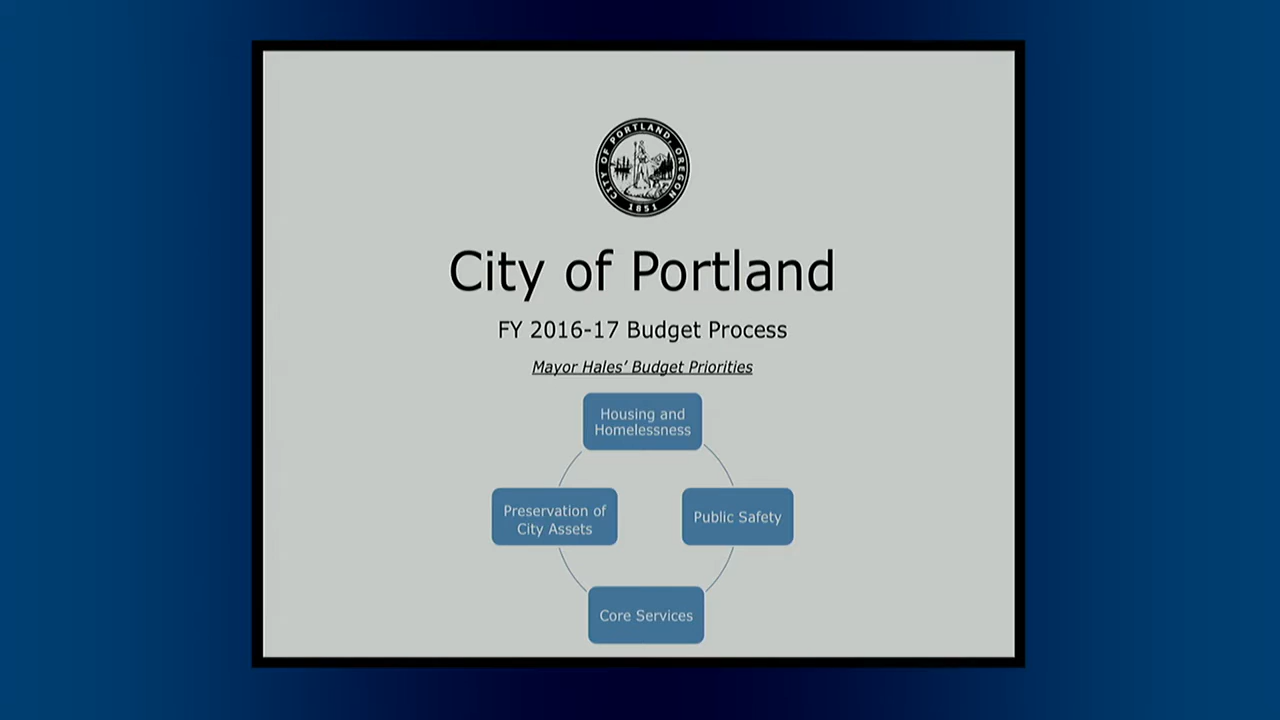 CITY OF PORTLAND, OREGON
1851
City of Portland
FY 2016-17 Budget Process
Mayor Hales’ Budget Priorities
Housing and
Homelessness
Preservation of
City Assets
Public Safety
Core Services